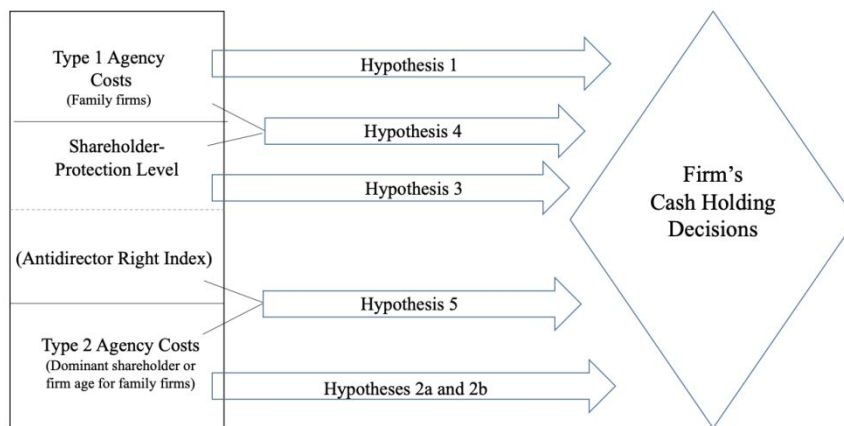 Type 1 Agency
Costs
(Family firms)
Shareholder-
Protection Level
(Antidirector Right Index)
Type 2 Agency Costs
(Dominant shareholder or
firm age for family firms)
Hypothesis 1
Hypothesis 4
Hypothesis 3
Hypothesis 5
Hypotheses 2a and 2b
Firm's
Cash Holding
Decisions